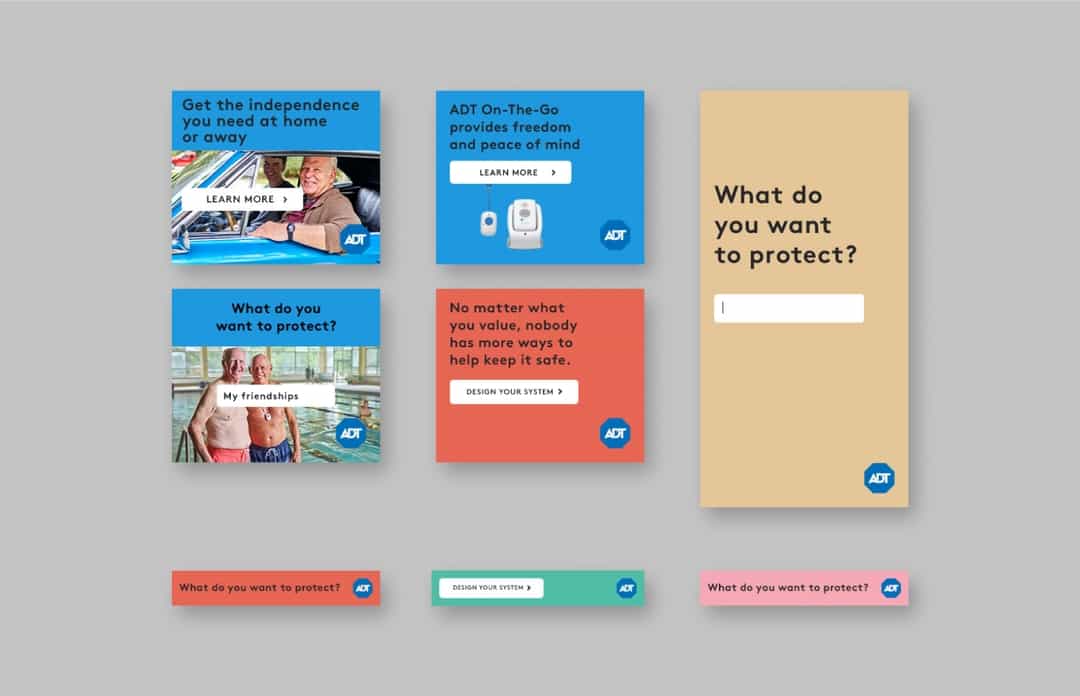 Get the independence
you need at home
or away
LEARN MORE >
ADT
ADT On-The-Go
provides freedom
and peace of mind
LEARN MORE >
ADT
What do
you want
to protect?
ADT
What do you
want to protect?
My friendships
ADT
No matter what
you value, nobody
has more ways to
help keep it safe.
DESIGN YOUR SYSTEM >
ADT
What do you want to protect?
ADT
DESIGN YOUR SYSTEM >
ADT
What do you want to protect?
ADT